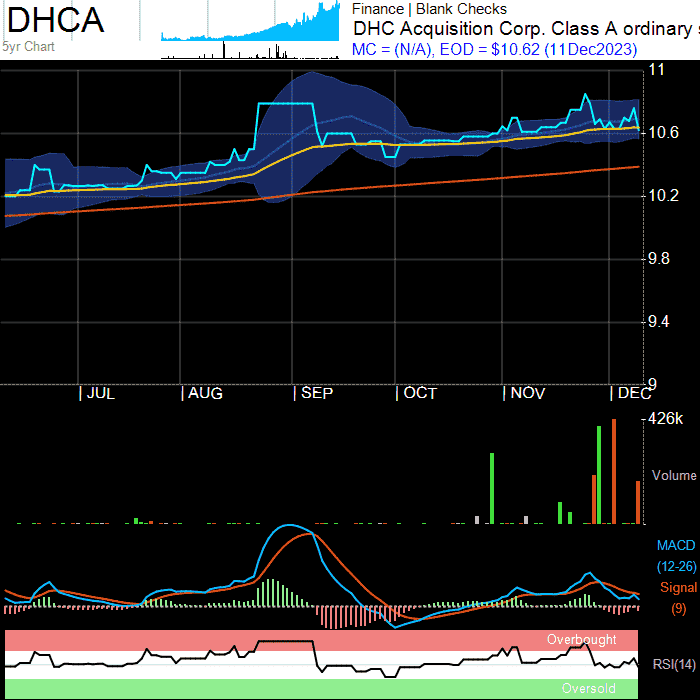 DHCA
5yr Chart
Finance | Blank Checks
DHC Acquisition Corp. Class A ordinary s
MC = (N/A), EOD = $10.62 (11Dec2023)
11
10.6
10.2
9.8
9.4
9
| JUL | AUG | SEP | OCT | NOV | DEC
426k
Volume
MACD
(12-26)
Signal
(9)
Overbought
RSI(14)
Oversold